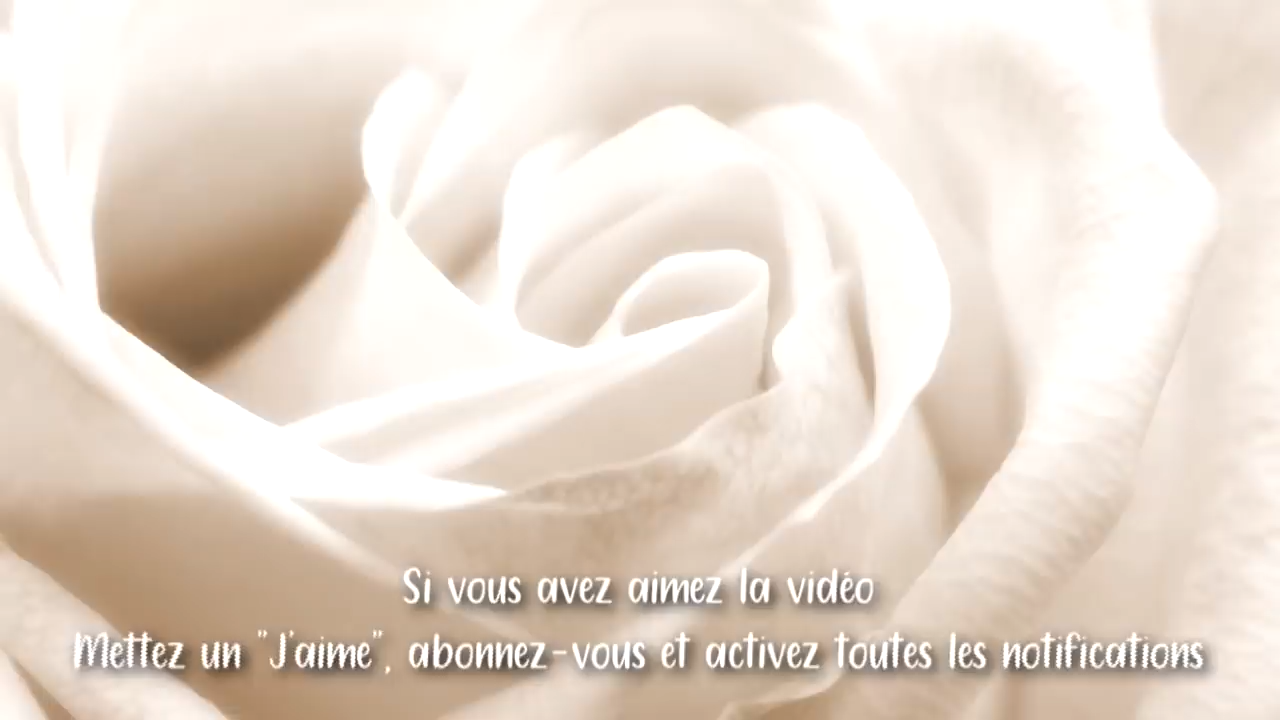 Si vous avez aimez la vidéo
Mettez un "J'aime", abonnez-vous et activez toutes les notifications